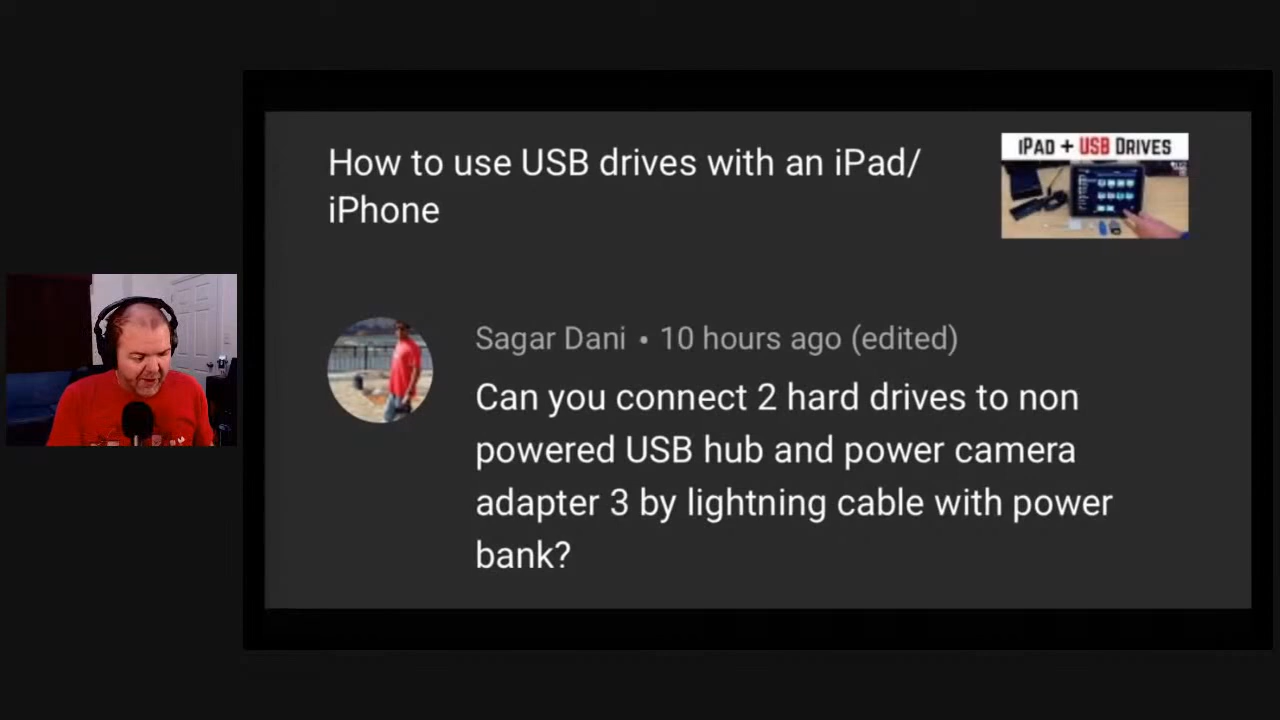 How to use USB drives with an iPad/
iPhone
iPAD + USB DRIVES
Sagar Dani • 10 hours ago (edited)
Can you connect 2 hard drives to non
powered USB hub and power camera
adapter 3 by lightning cable with power
bank?